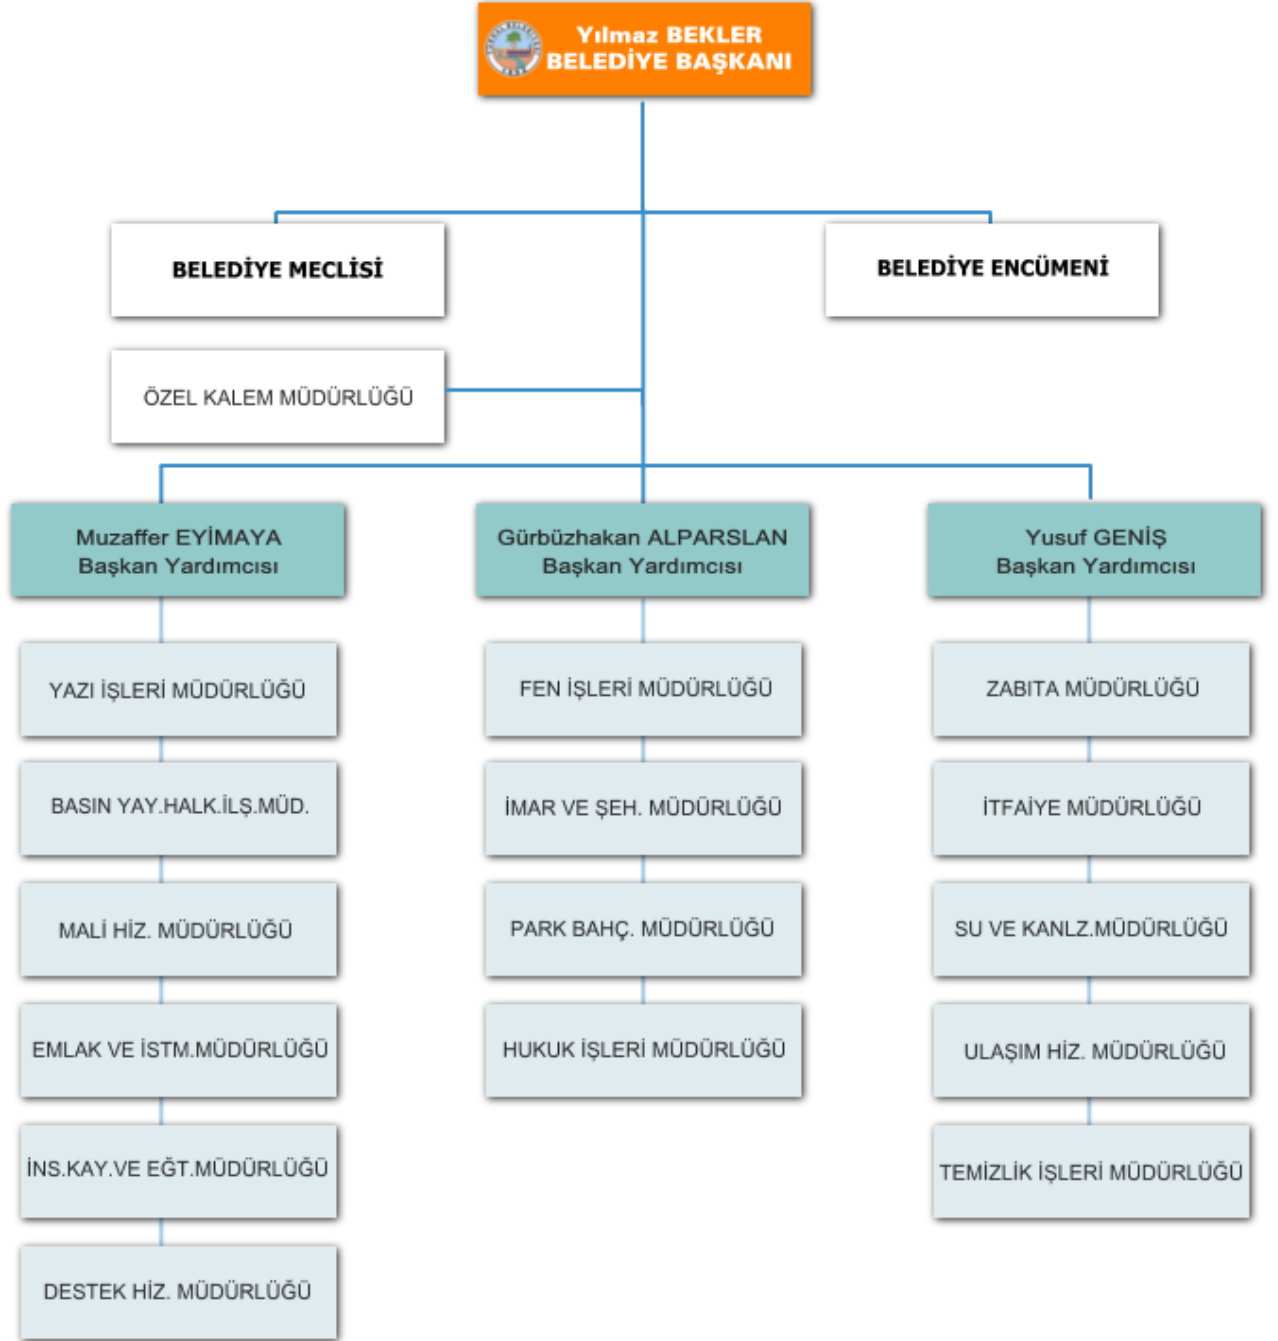 Yılmaz BEKLER
BELEDİYE BAŞKANI
BELEDİYE MECLİSİ
BELEDİYE ENCÜMENİ
ÖZEL KALEM MÜDÜRLÜĞÜ
Muzaffer EYİMAYA
Başkan Yardımcısı
Gürbüzhakan ALPARSLAN
Başkan Yardımcısı
Yusuf GENİŞ
Başkan Yardımcısı
YAZI İŞLERİ MÜDÜRLÜĞÜ
BASIN YAY.HALK.İLŞ.MÜD.
MALİ HİZ. MÜDÜRLÜĞÜ
EMLAK VE İSTM.MÜDÜRLÜĞÜ
İNS.KAY.VE EĞT.MÜDÜRLÜĞÜ
DESTEK HİZ. MÜDÜRLÜĞÜ
FEN İŞLERİ MÜDÜRLÜĞÜ
İMAR VE ŞEH. MÜDÜRLÜĞÜ
PARK BAHÇ. MÜDÜRLÜĞÜ
HUKUK İŞLERİ MÜDÜRLÜĞÜ
ZABITA MÜDÜRLÜĞÜ
İTFAİYE MÜDÜRLÜĞÜ
SU VE KANLZ.MÜDÜRLÜĞÜ
ULAŞIM HİZ. MÜDÜRLÜĞÜ
TEMİZLİK İŞLERİ MÜDÜRLÜĞÜ